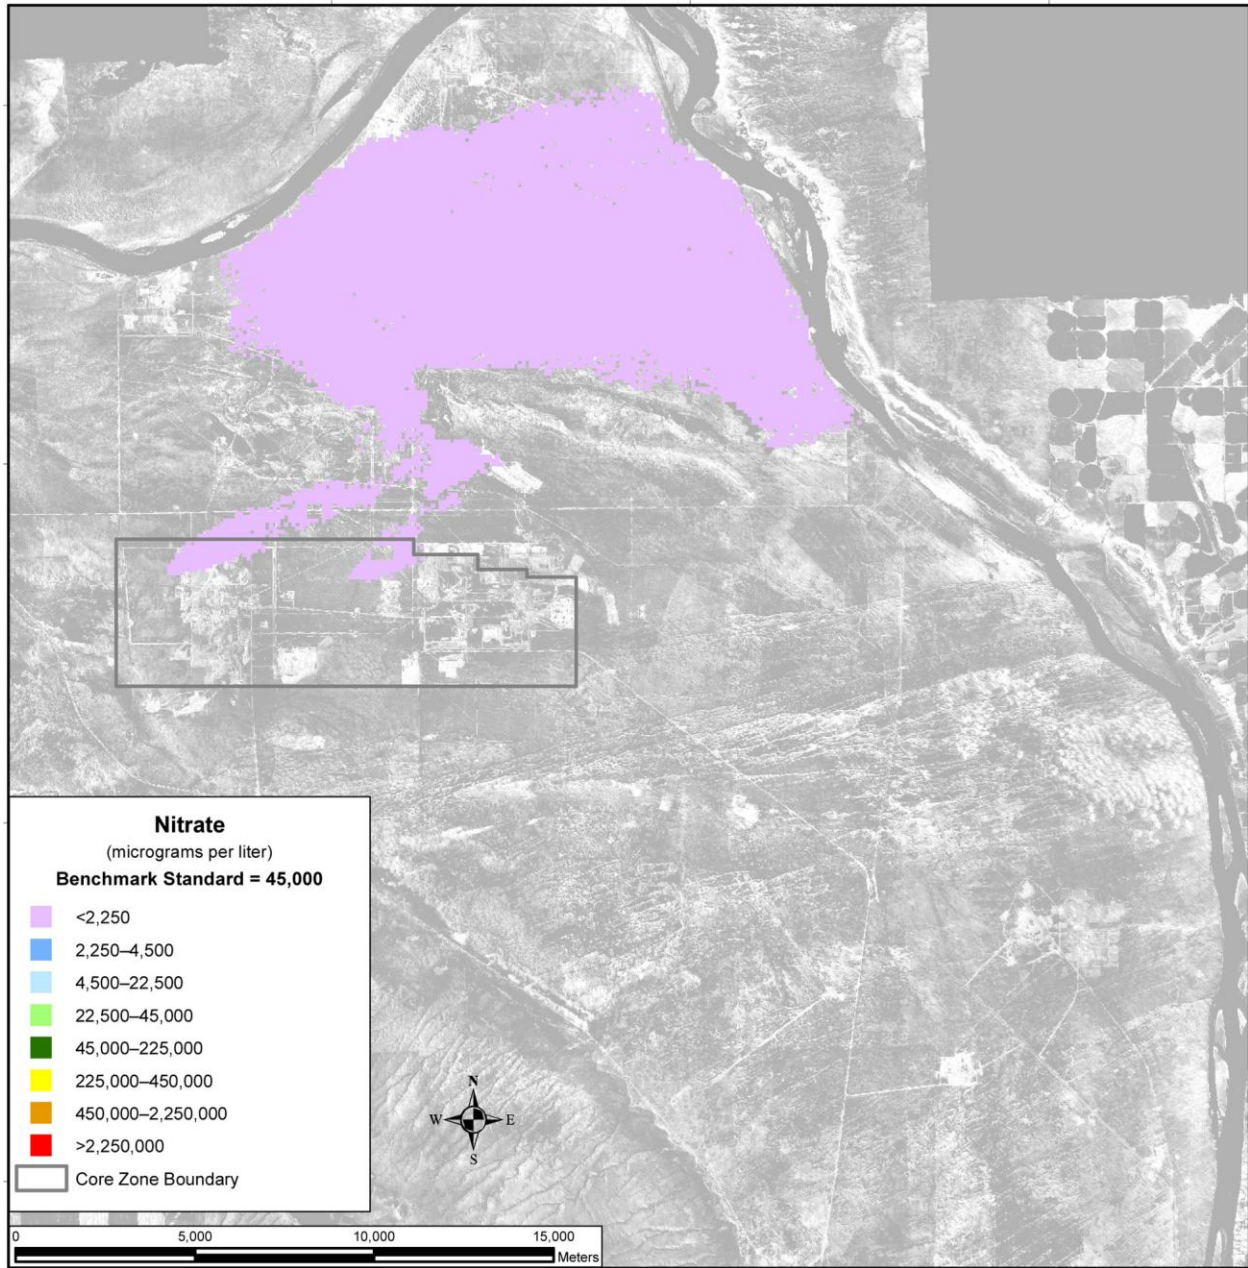 Nitrate
(micrograms per liter)
Benchmark Standard = 45,000
<2,250
2,250–4,500
4,500–22,500
22,500–45,000
45,000–225,000
225,000–450,000
450,000–2,250,000
>2,250,000
Core Zone Boundary
N
W E
S
0 5,000 10,000 15,000
Meters